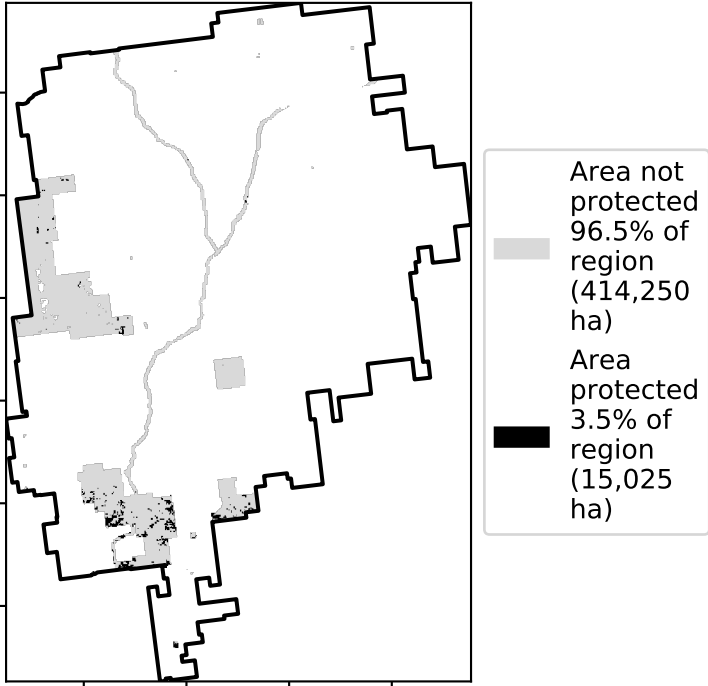 Area not
protected
96.5% of
region
(414,250
ha)
Area
protected
3.5% of
region
(15,025
ha)